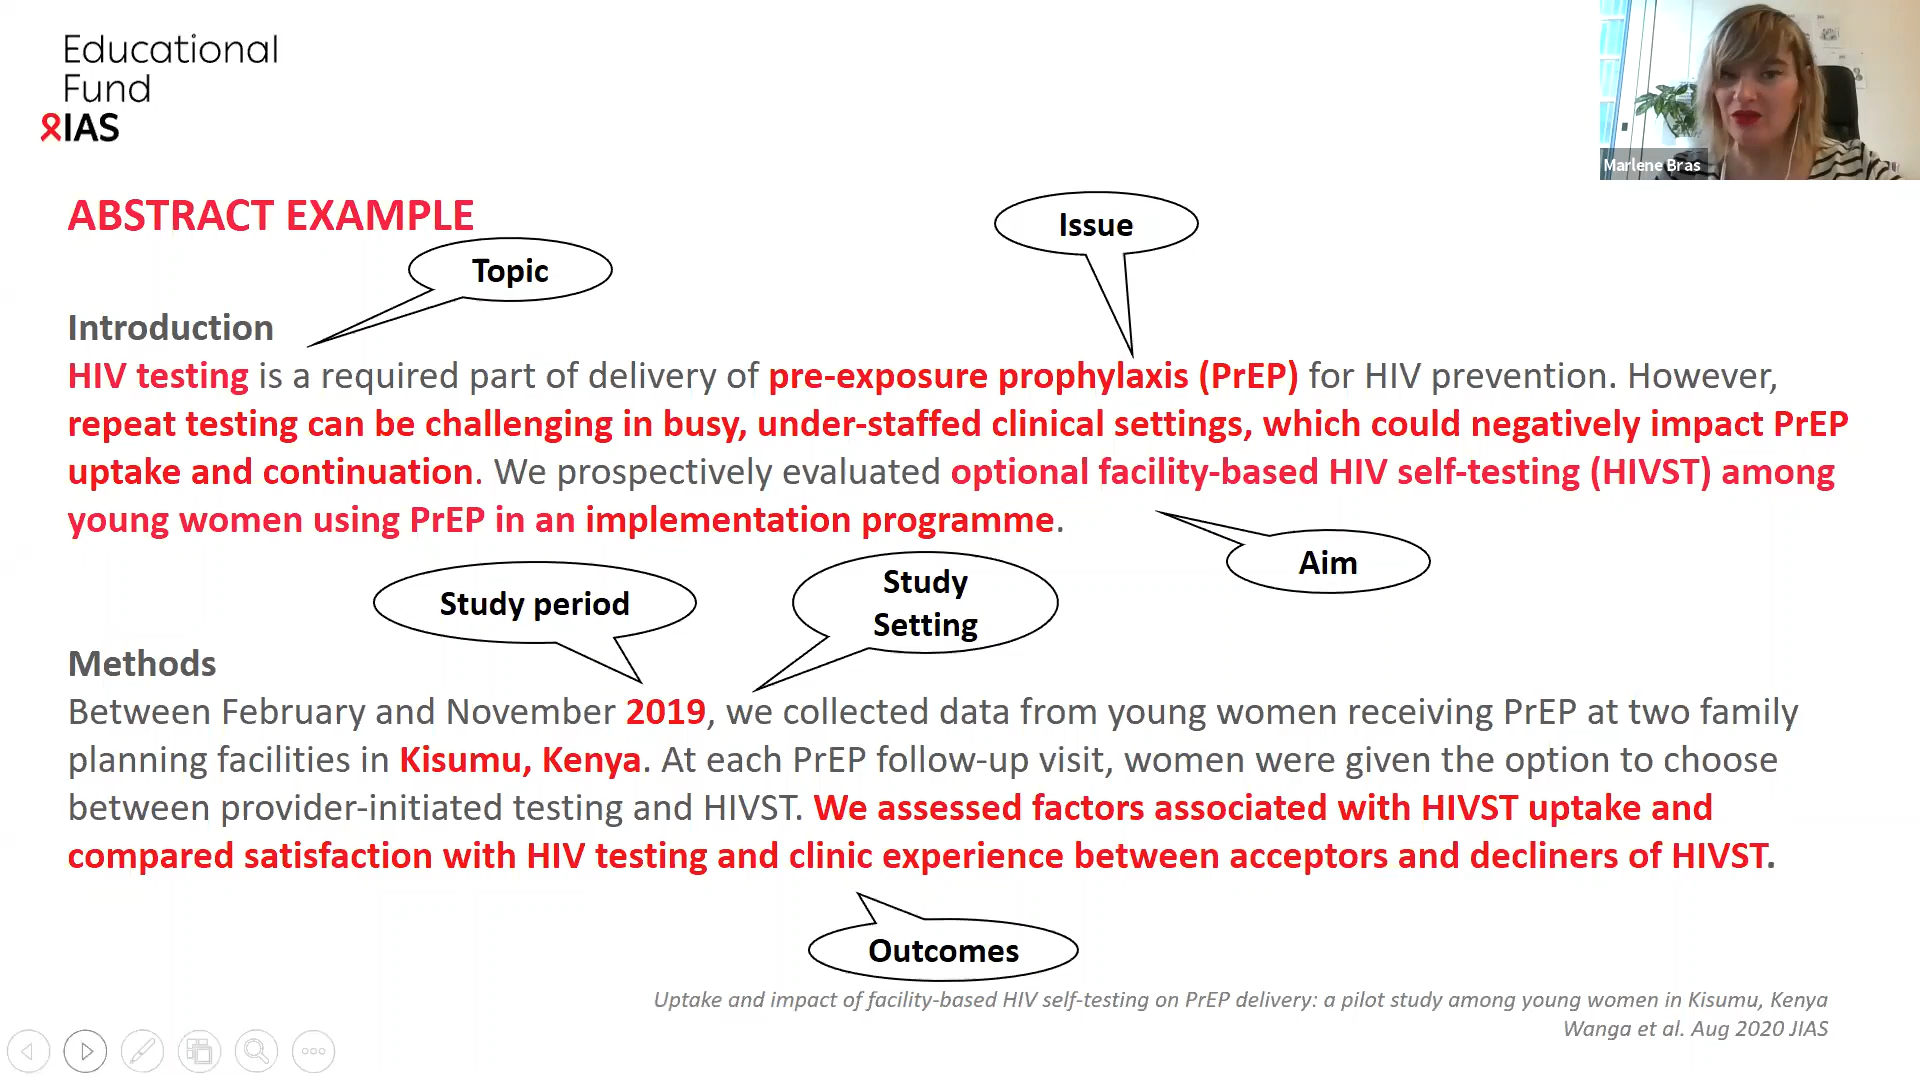 Educational
Fund
IAS
Marlene Bras
ABSTRACT EXAMPLE
Issue
Topic
Introduction
HIV testing is a required part of delivery of pre-exposure prophylaxis (PrEP) for HIV prevention. However,
repeat testing can be challenging in busy, under-staffed clinical settings, which could negatively impact PrEP
uptake and continuation. We prospectively evaluated optional facility-based HIV self-testing (HIVST) among
young women using PrEP in an implementation programme.
Aim
Study period
Study
Setting
Methods
Between February and November 2019, we collected data from young women receiving PrEP at two family
planning facilities in Kisumu, Kenya. At each PrEP follow-up visit, women were given the option to choose
between provider-initiated testing and HIVST. We assessed factors associated with HIVST uptake and
compared satisfaction with HIV testing and clinic experience between acceptors and decliners of HIVST.
Outcomes
Uptake and impact of facility-based HIV self-testing on PrEP delivery: a pilot study among young women in Kisumu, Kenya
Wanga et al. Aug 2020 JIAS